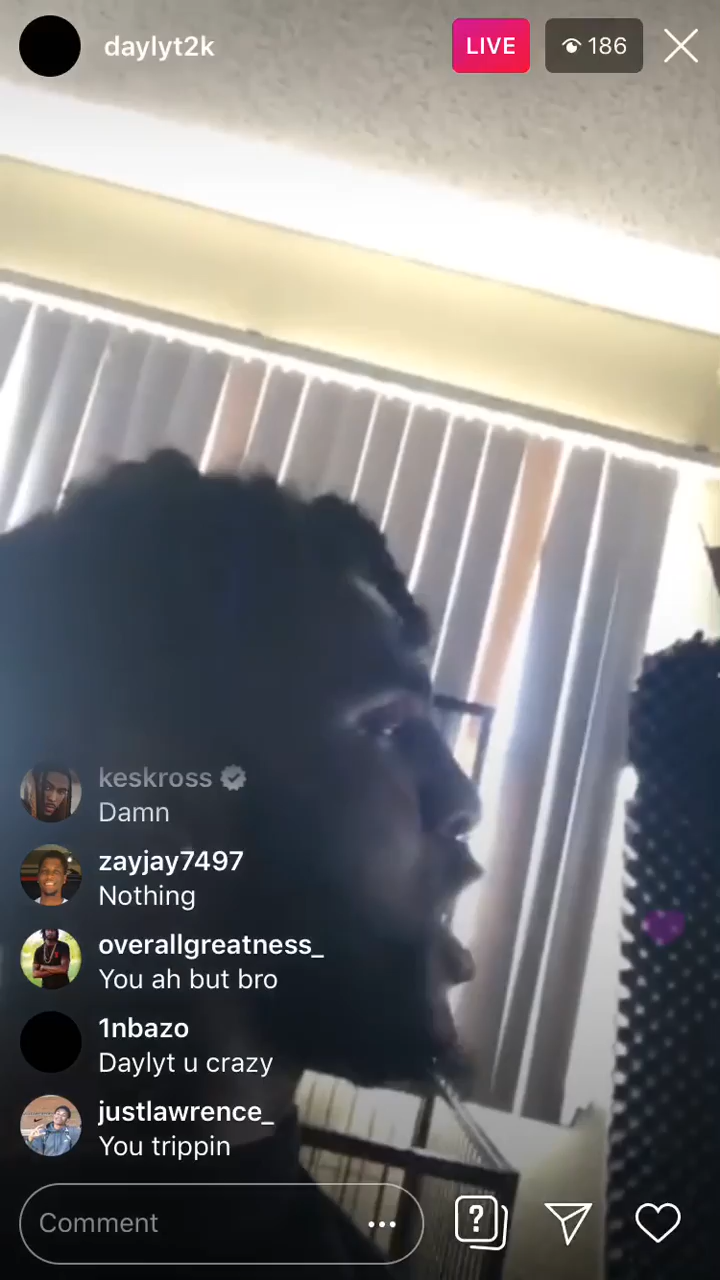 daylyt2k
LIVE
186
keskross
Damn
zayjay7497
Nothing
overallgreatness_
You ah but bro
1nbazo
Daylyt u crazy
justlawrence_
You trippin
Comment
?